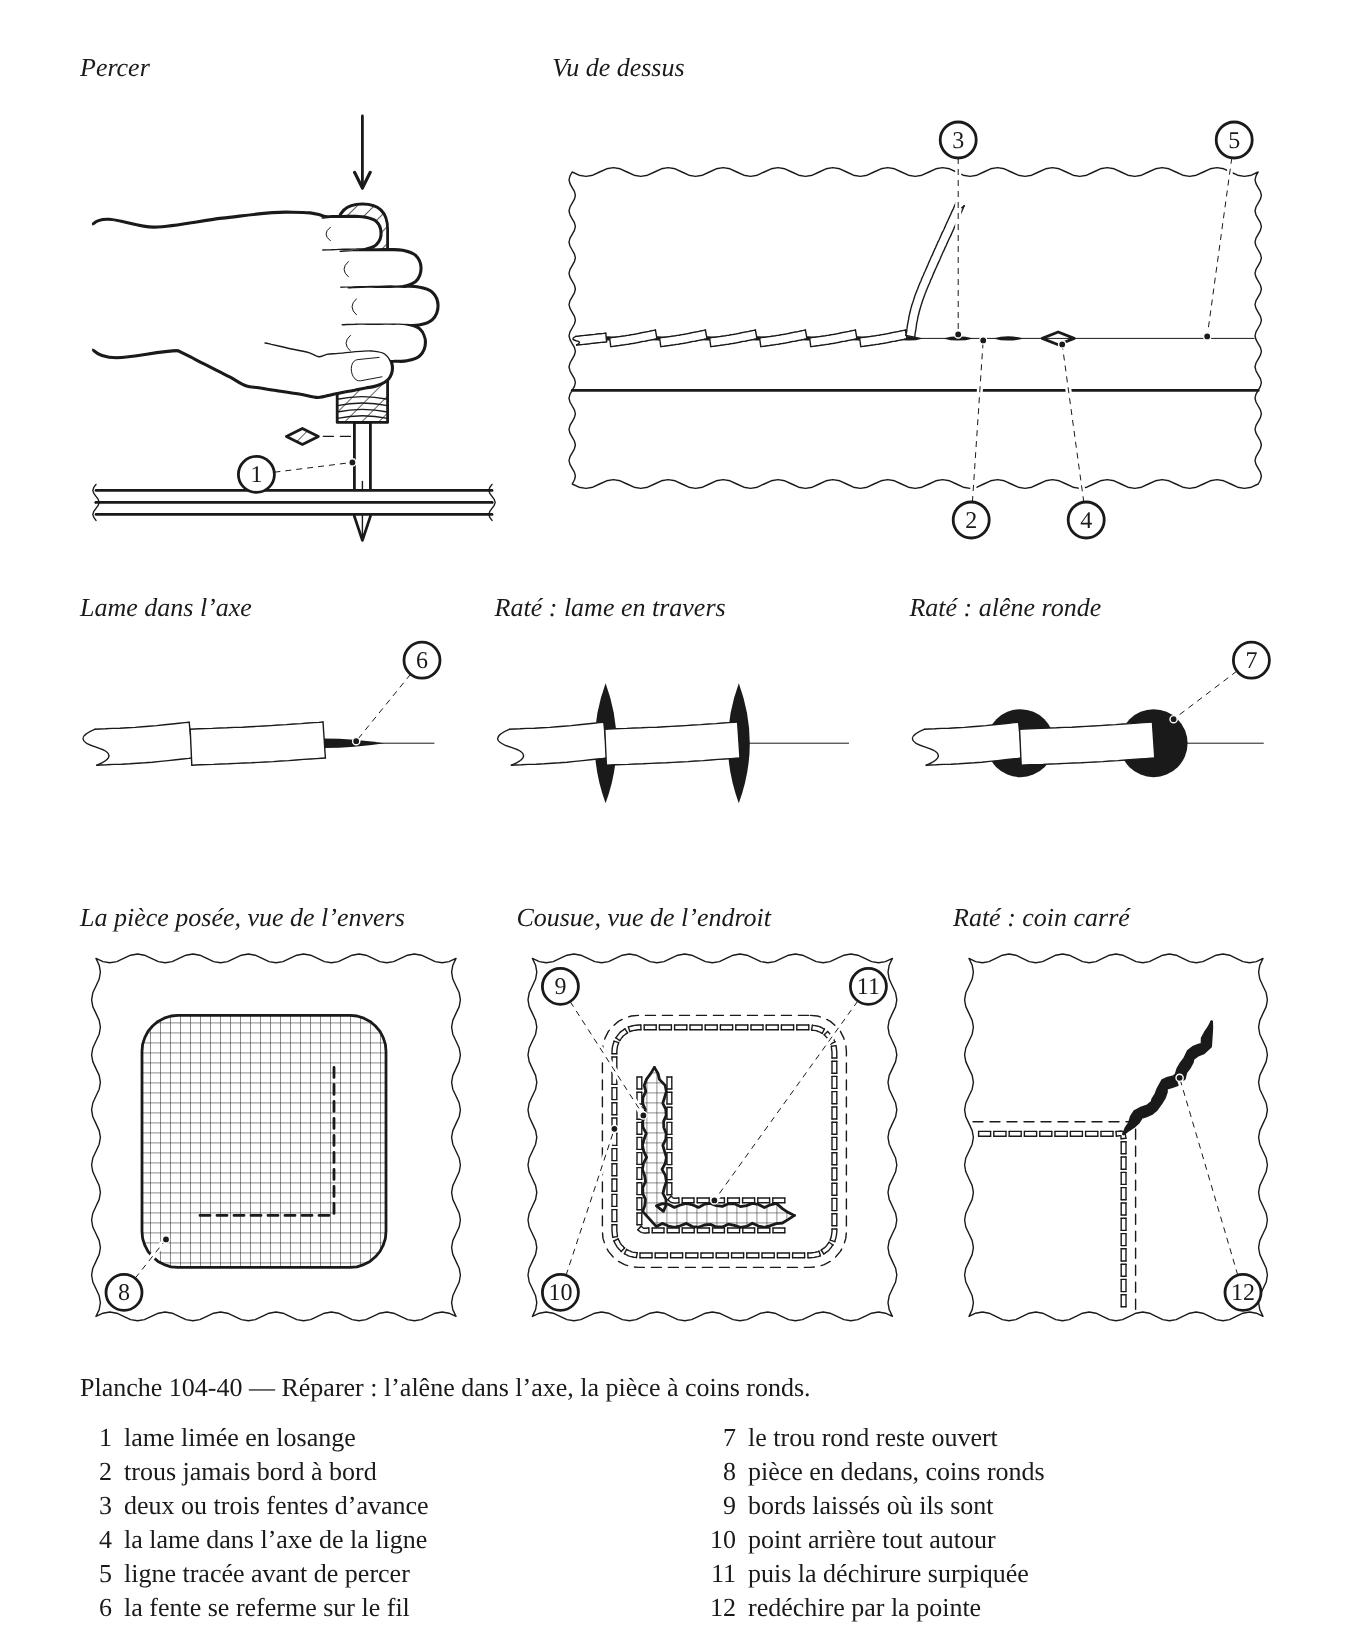 Percer
Vu de dessus
3
5
1
2
4
Lame dans l’axe
Raté : lame en travers
Raté : alêne ronde
6
7
La pièce posée, vue de l’envers
Cousue, vue de l’endroit
Raté : coin carré
9
11
8
10
12
Planche 104-40 — Réparer : l’alêne dans l’axe, la pièce à coins ronds.
1 lame limée en losange
2 trous jamais bord à bord
3 deux ou trois fentes d’avance
4 la lame dans l’axe de la ligne
5 ligne tracée avant de percer
6 la fente se referme sur le fil
7 le trou rond reste ouvert
8 pièce en dedans, coins ronds
9 bords laissés où ils sont
10 point arrière tout autour
11 puis la déchirure surpiquée
12 redéchire par la pointe